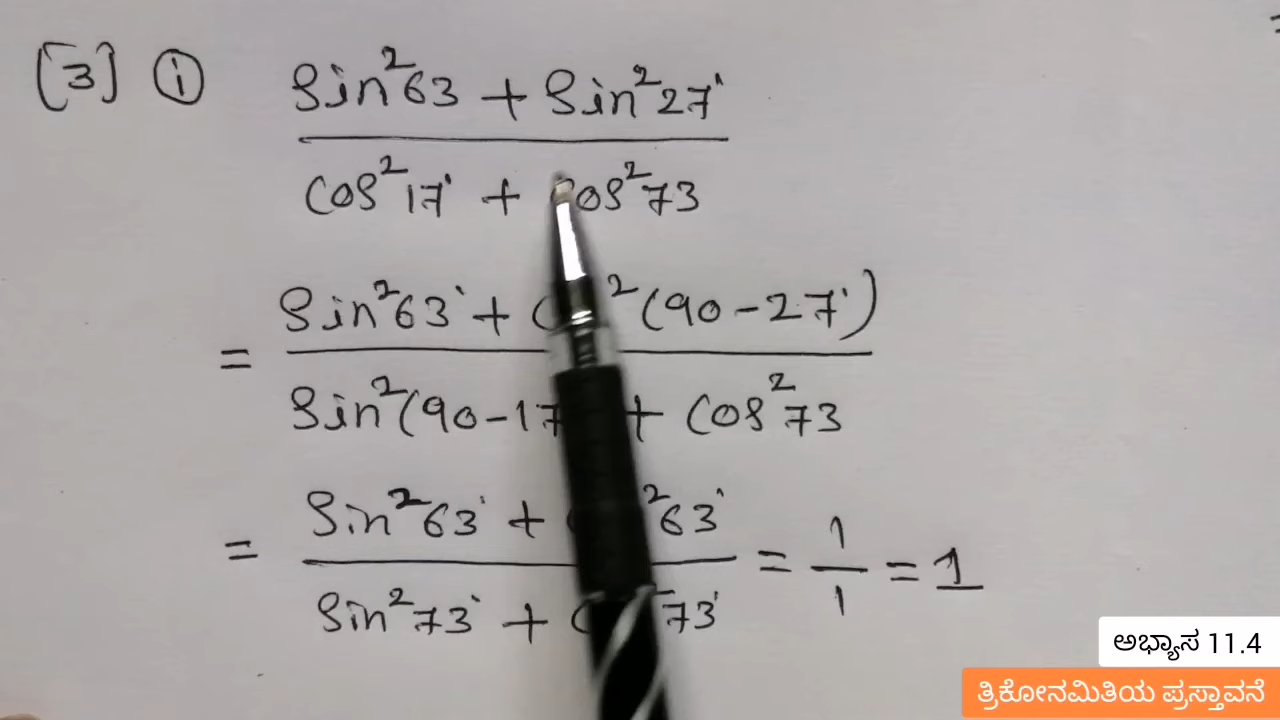 [3] (i) Sin²63 + Sin²27°
Cos²17° + Cos²73
Sin²63° + C ²(90-27°)
=
Sin²(90-17 + Cos²73
Sin²63° + ²63°
= = 1/1 = 1
Sin²73° + C 73°
ಅಭ್ಯಾಸ 11.4
ತ್ರಿಕೋನಮಿತಿಯ ಪ್ರಸ್ತಾವನೆ